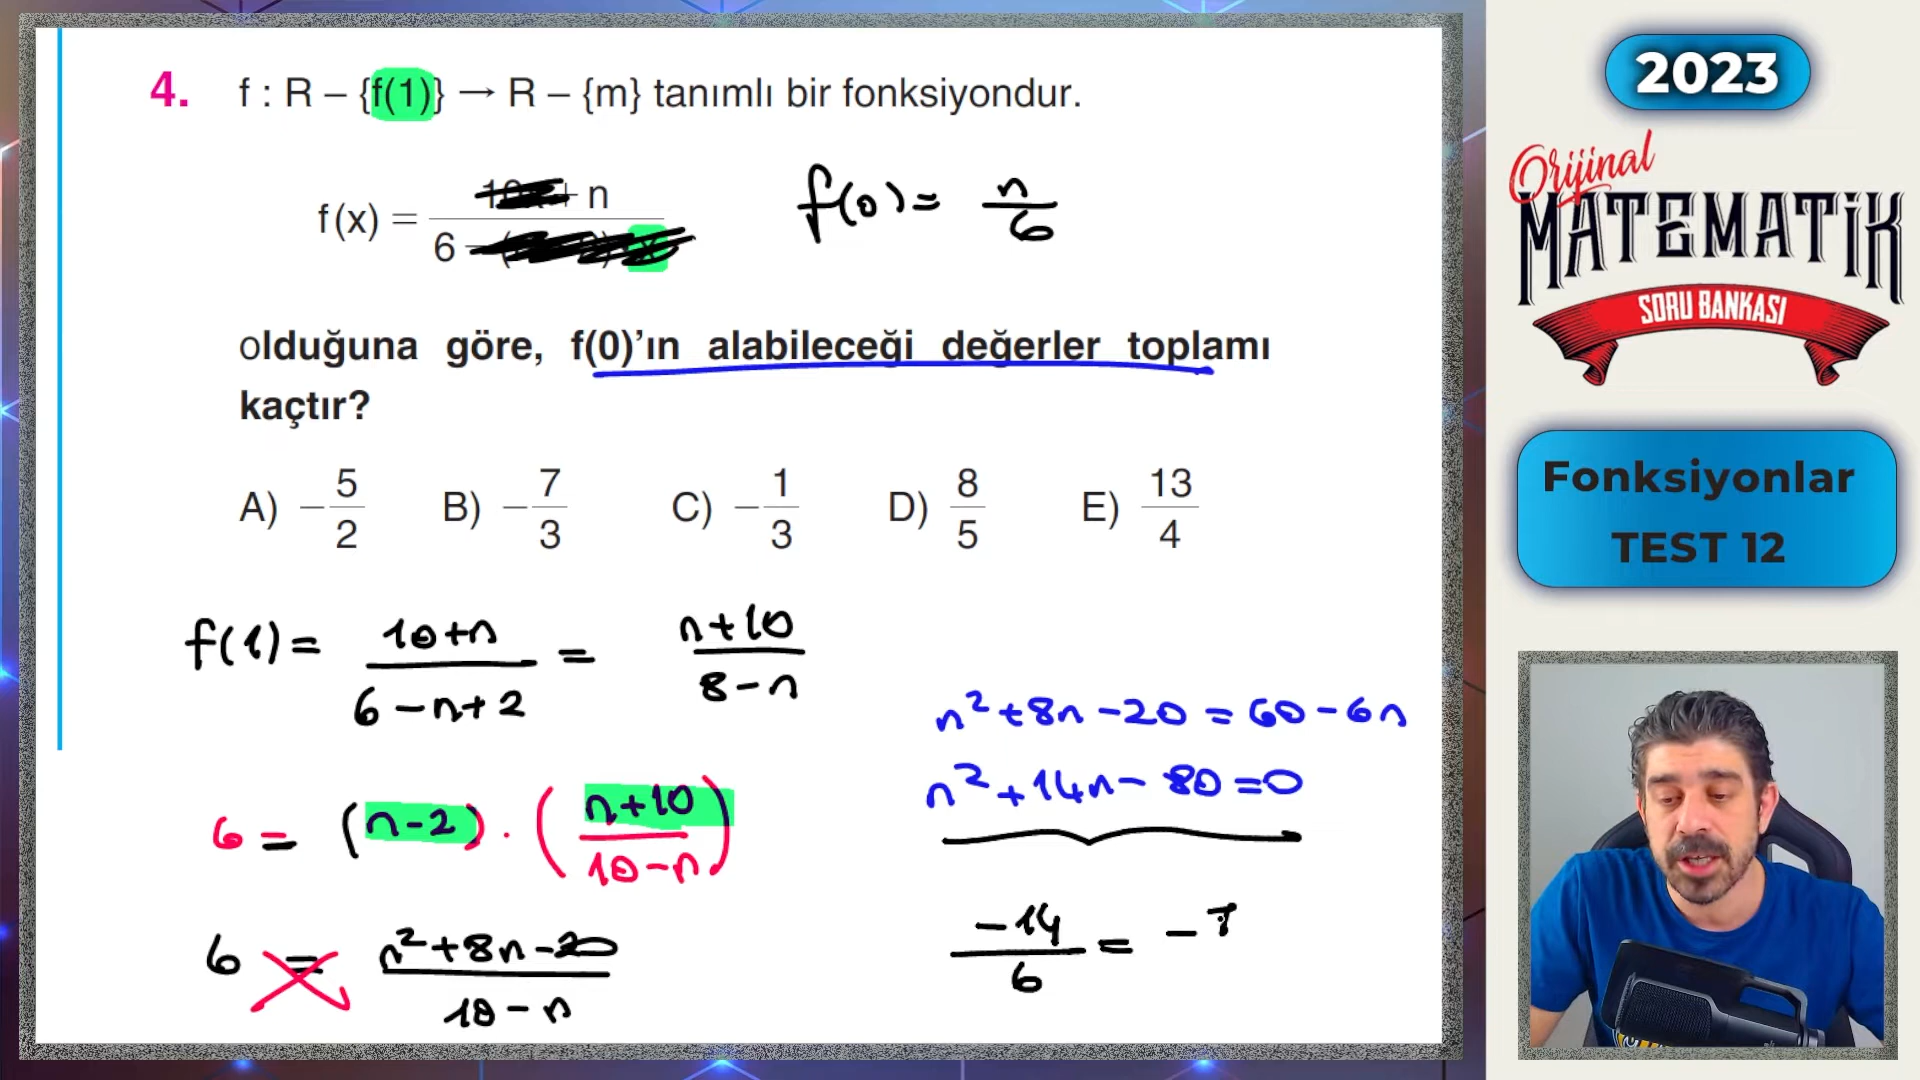 4. f : R – {f(1)} → R – {m} tanımlı bir fonksiyondur.
f(x) = + n / 6
f(0) = n/6
olduğuna göre, f(0)'ın alabileceği değerler toplamı
kaçtır?
A) –5/2 B) –7/3 C) –1/3 D) 8/5 E) 13/4
f(1) = 10+n / 6–n+2 = n+10 / 8–n
6 = (n–2) . (n+10 / 10–n)
6 = n²+8n–20 / 10–n
n²+8n–20 = 60–6n
n²+14n–80=0
–14/6 = –7
2023
Orijinal
MATEMATİK
SORU BANKASI
Fonksiyonlar
TEST 12